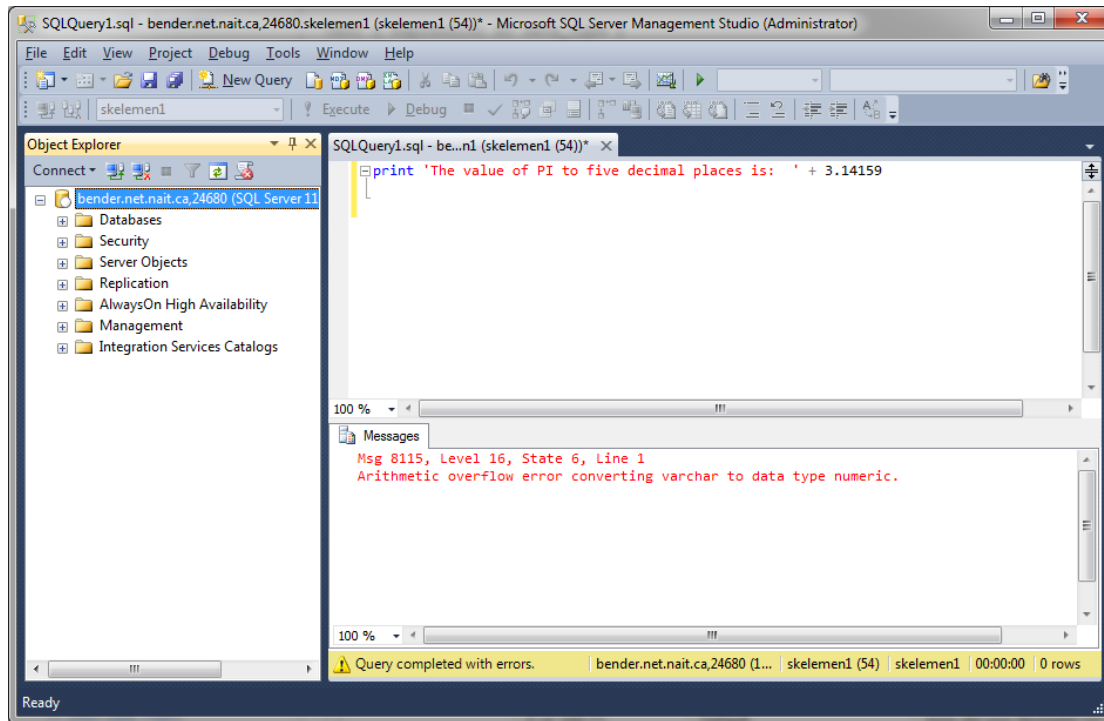 SQLQuery1.sql - bender.net.nait.ca,24680.skelemen1 (skelemen1 (54))* - Microsoft SQL Server Management Studio (Administrator)
File Edit View Project Debug Tools Window Help
New Query
skelemen1 Execute Debug
Object Explorer
Connect
bender.net.nait.ca,24680 (SQL Server 11
Databases
Security
Server Objects
Replication
AlwaysOn High Availability
Management
Integration Services Catalogs
SQLQuery1.sql - be...n1 (skelemen1 (54))*
print 'The value of PI to five decimal places is:  ' + 3.14159
100 %
Messages
Msg 8115, Level 16, State 6, Line 1
Arithmetic overflow error converting varchar to data type numeric.
100 %
Query completed with errors. bender.net.nait.ca,24680 (1... skelemen1 (54) skelemen1 00:00:00 0 rows
Ready